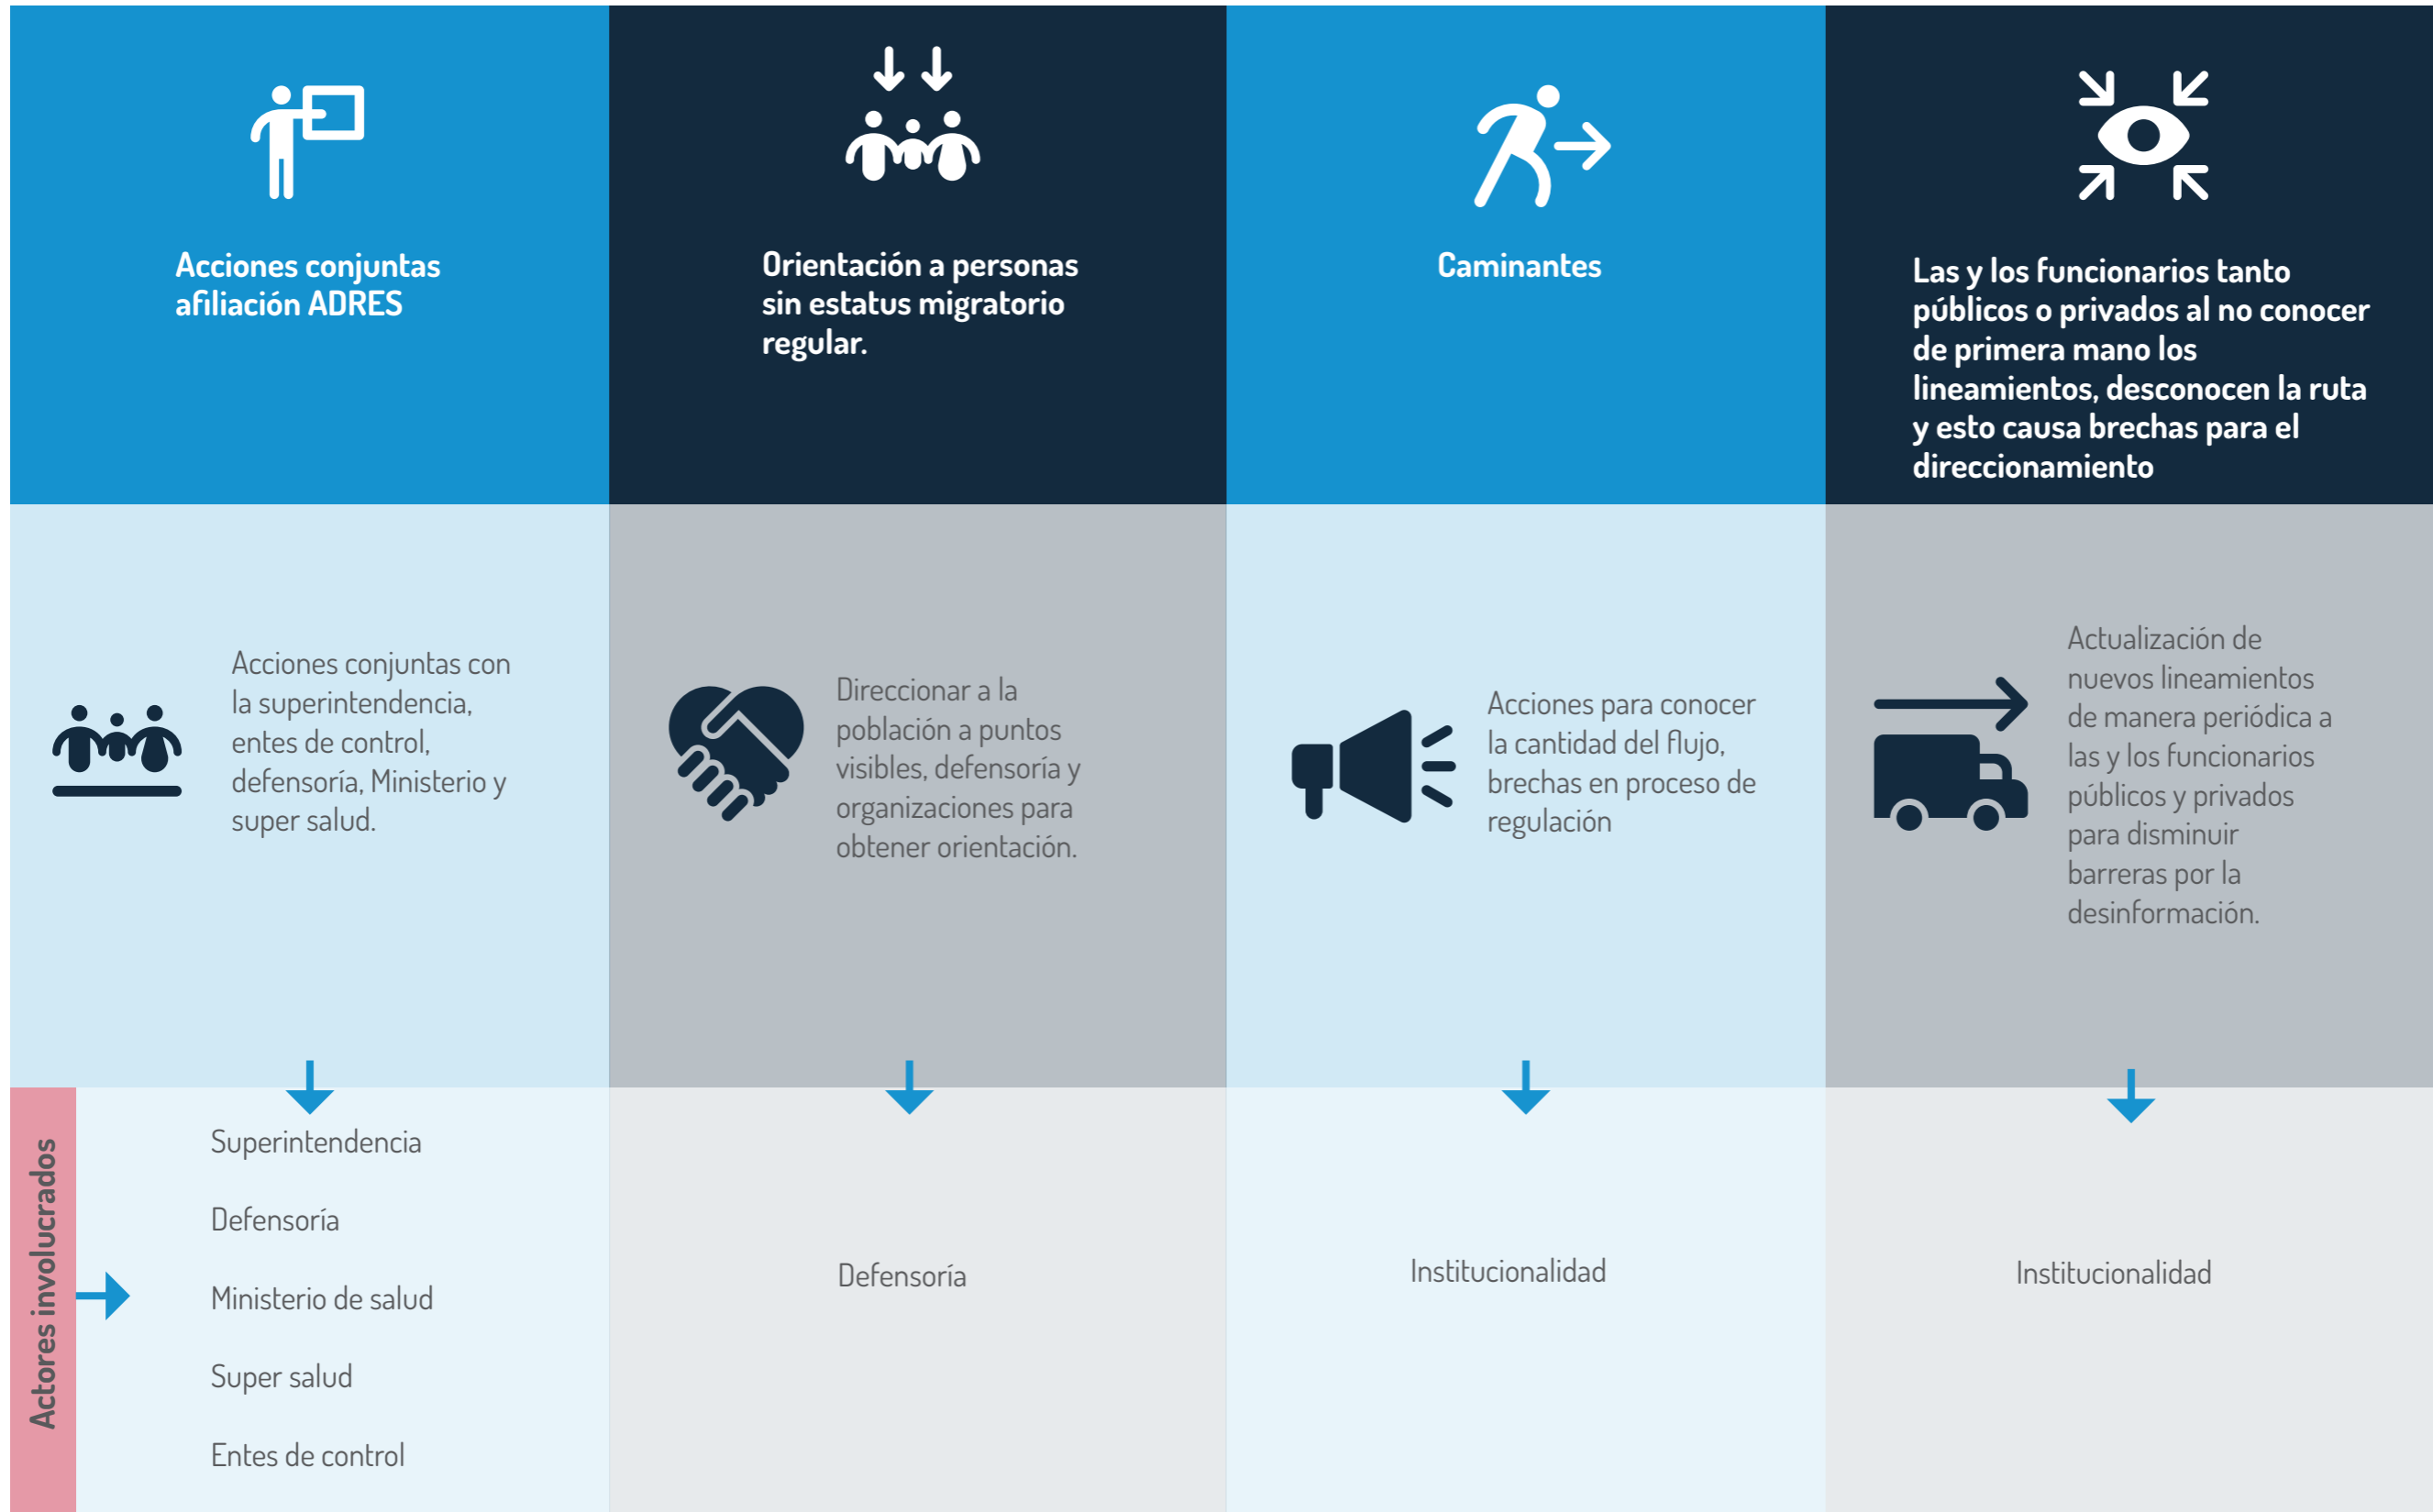 Acciones conjuntas
afiliación ADRES
Orientación a personas
sin estatus migratorio
regular.
Caminantes
Las y los funcionarios tanto
públicos o privados al no conocer
de primera mano los
lineamientos, desconocen la ruta
y esto causa brechas para el
direccionamiento
Acciones conjuntas con
la superintendencia,
entes de control,
defensoría, Ministerio y
super salud.
Direccionar a la
población a puntos
visibles, defensoría y
organizaciones para
obtener orientación.
Acciones para conocer
la cantidad del flujo,
brechas en proceso de
regulación
Actualización de
nuevos lineamientos
de manera periódica a
las y los funcionarios
públicos y privados
para disminuir
barreras por la
desinformación.
Actores involucrados
Superintendencia
Defensoría
Ministerio de salud
Super salud
Entes de control
Defensoría
Institucionalidad
Institucionalidad